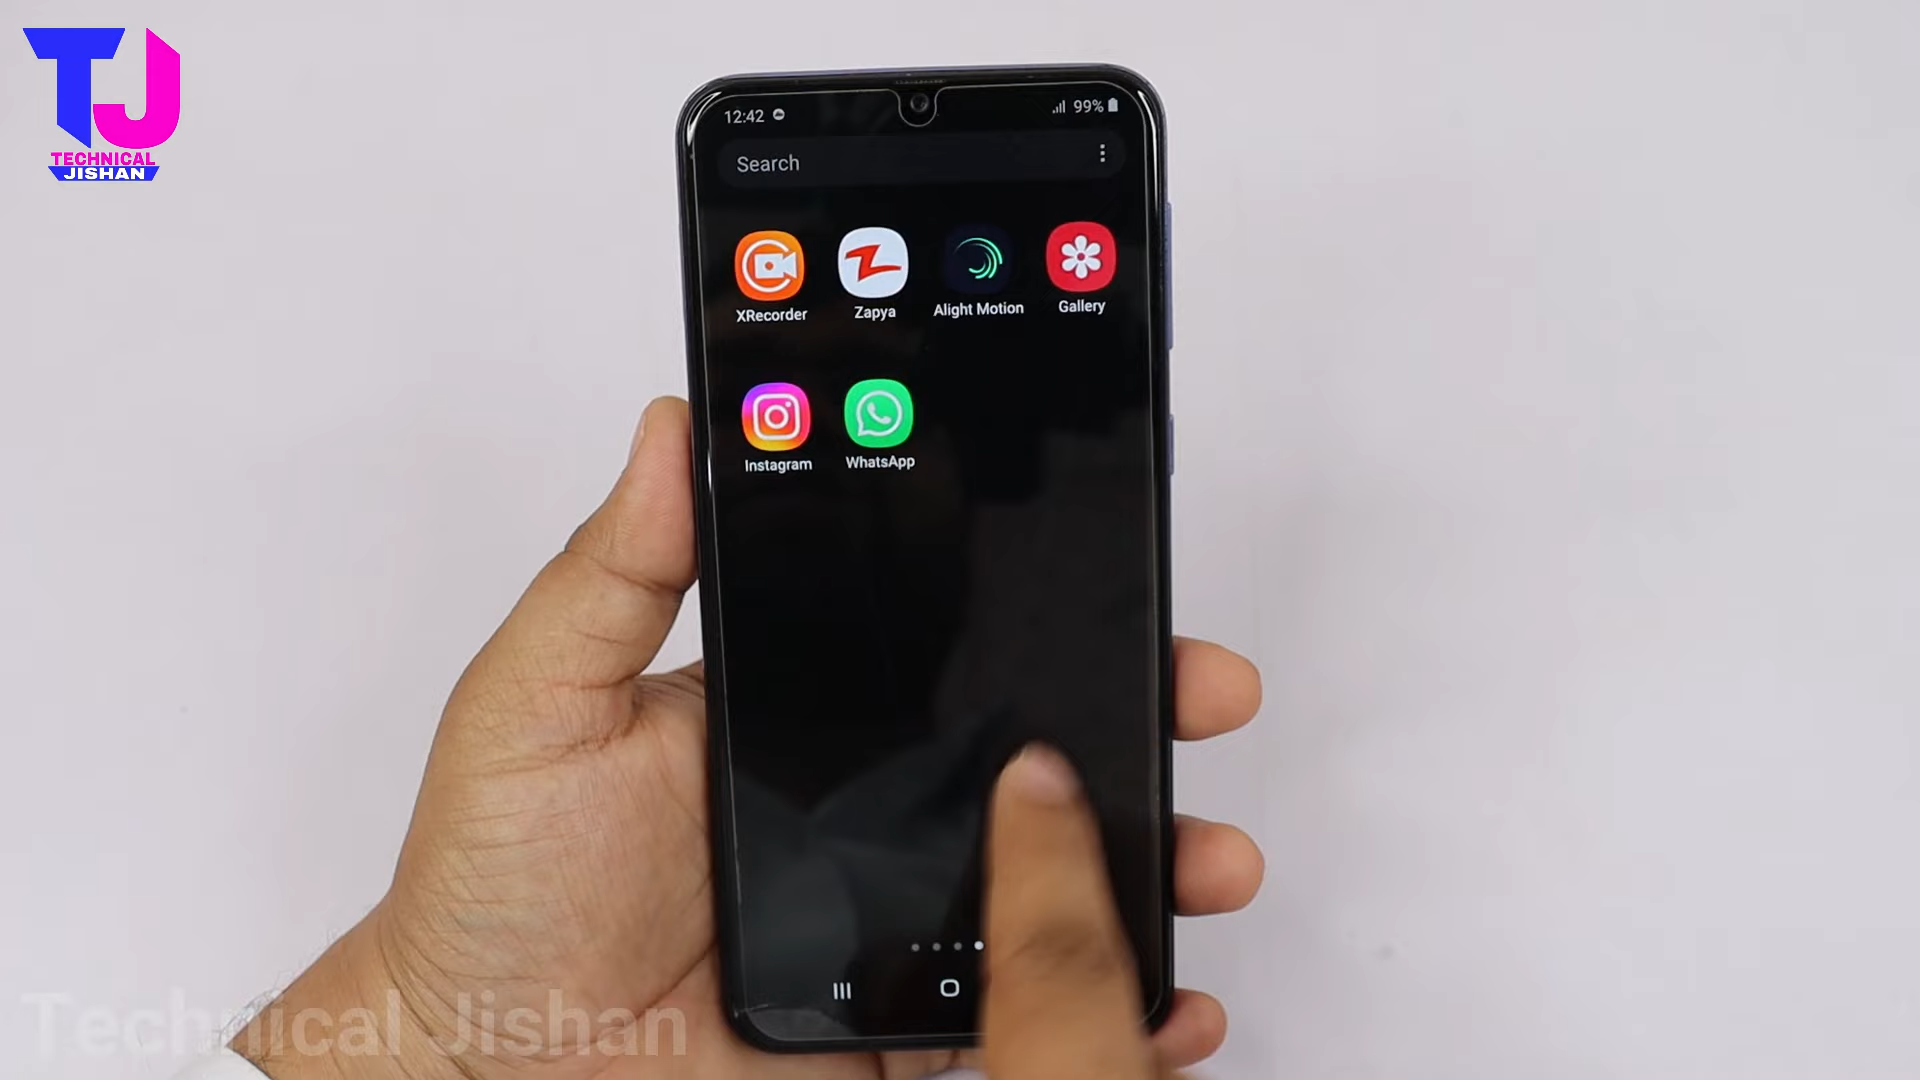 TJ
TECHNICAL
JISHAN
12:42
99%
Search
XRecorder
Zapya
Alight Motion
Gallery
Instagram
WhatsApp
Technical Jishan